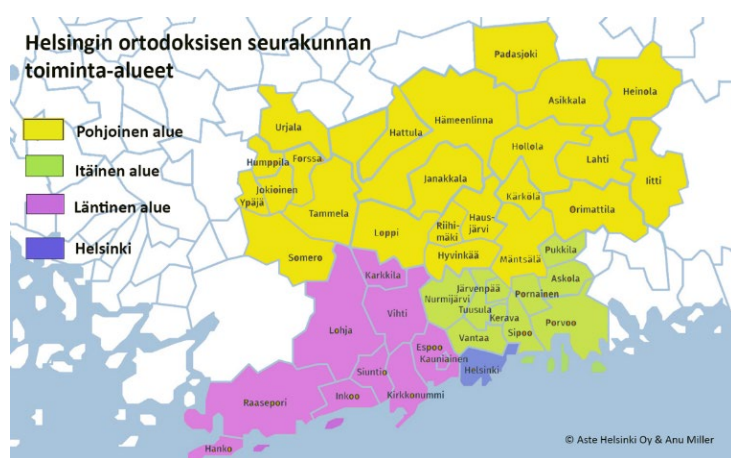 Helsingin ortodoksisen seurakunnan
toiminta-alueet
Pohjoinen alue
Itäinen alue
Läntinen alue
Helsinki
Padasjoki
Heinola
Asikkala
Urjala
Hämeenlinna
Hattula
Hollola
Lahti
Humppila
Forssa
Iitti
Jokioinen
Janakkala
Ypäjä
Kärkölä
Orimattila
Tammela
Loppi
Riihi-
mäki
Haus-
järvi
Pukkila
Somero
Hyvinkää
Mäntsälä
Karkkila
Askola
Järvenpää
Nurmijärvi
Pornainen
Tuusula
Vihti
Kerava
Porvoo
Lohja
Sipoo
Vantaa
Espoo
Kauniainen
Siuntio
Helsinki
Raasepori
Inkoo
Kirkkonummi
Hanko
© Aste Helsinki Oy & Anu Miller